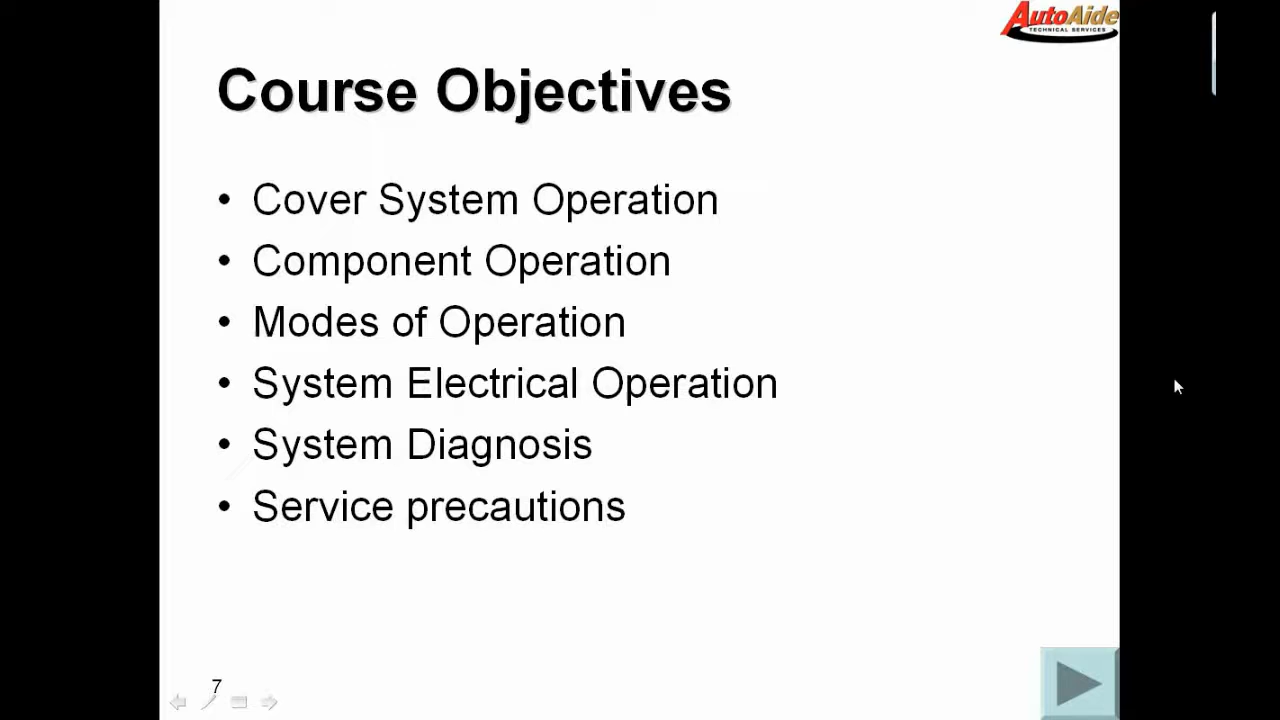 AutoAide
TECHNICAL SERVICES
Course Objectives
• Cover System Operation
• Component Operation
• Modes of Operation
• System Electrical Operation
• System Diagnosis
• Service precautions
7